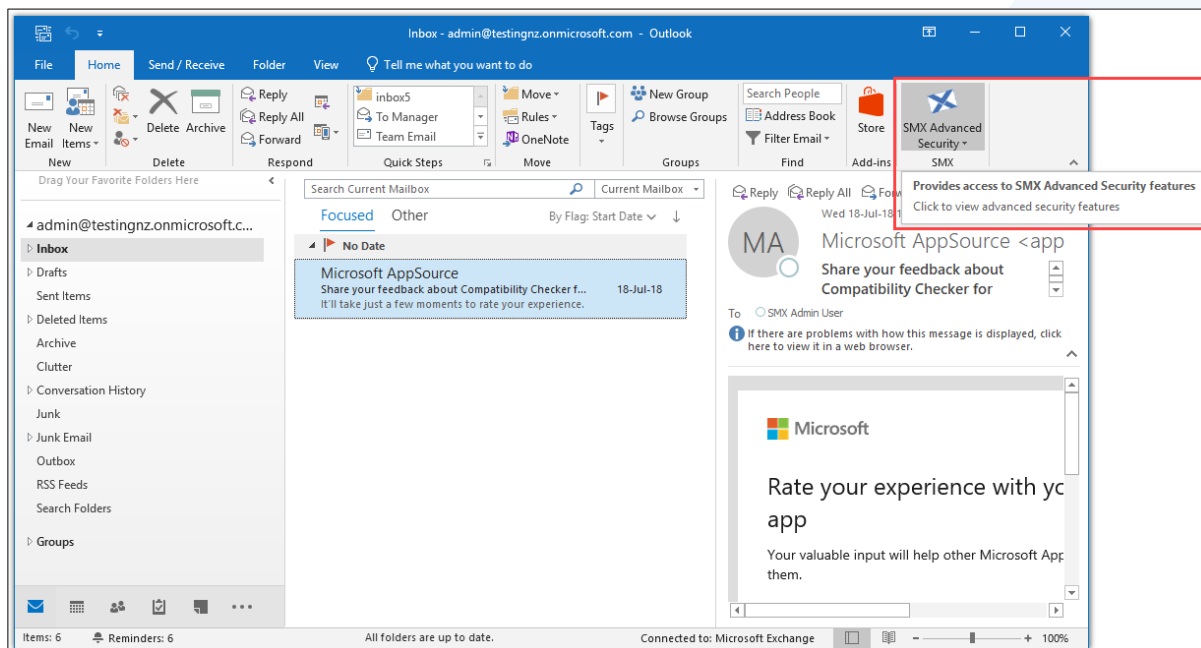 Inbox - admin@testingnz.onmicrosoft.com - Outlook
File Home Send / Receive Folder View Tell me what you want to do
New Email
New Items
Delete Archive
Reply
Reply All
Forward
inbox5
To Manager
Team Email
Move
Rules
OneNote
Tags
New Group
Browse Groups
Search People
Address Book
Filter Email
Store
SMX Advanced
Security
New Delete Respond Quick Steps Move Groups Find Add-ins SMX
Provides access to SMX Advanced Security features
Click to view advanced security features
Drag Your Favorite Folders Here
admin@testingnz.onmicrosoft.c...
Inbox
Drafts
Sent Items
Deleted Items
Archive
Clutter
Conversation History
Junk
Junk Email
Outbox
RSS Feeds
Search Folders
Groups
Search Current Mailbox Current Mailbox
Focused Other By Flag: Start Date
No Date
Microsoft AppSource
Share your feedback about Compatibility Checker f... 18-Jul-18
It'll take just a few moments to rate your experience.
Reply Reply All
Wed 18-Jul-18
MA
Microsoft AppSource <app
Share your feedback about
Compatibility Checker for
To SMX Admin User
If there are problems with how this message is displayed, click
here to view it in a web browser.
Microsoft
Rate your experience with yo
app
Your valuable input will help other Microsoft App
them.
Items: 6 Reminders: 6 All folders are up to date. Connected to: Microsoft Exchange 100%